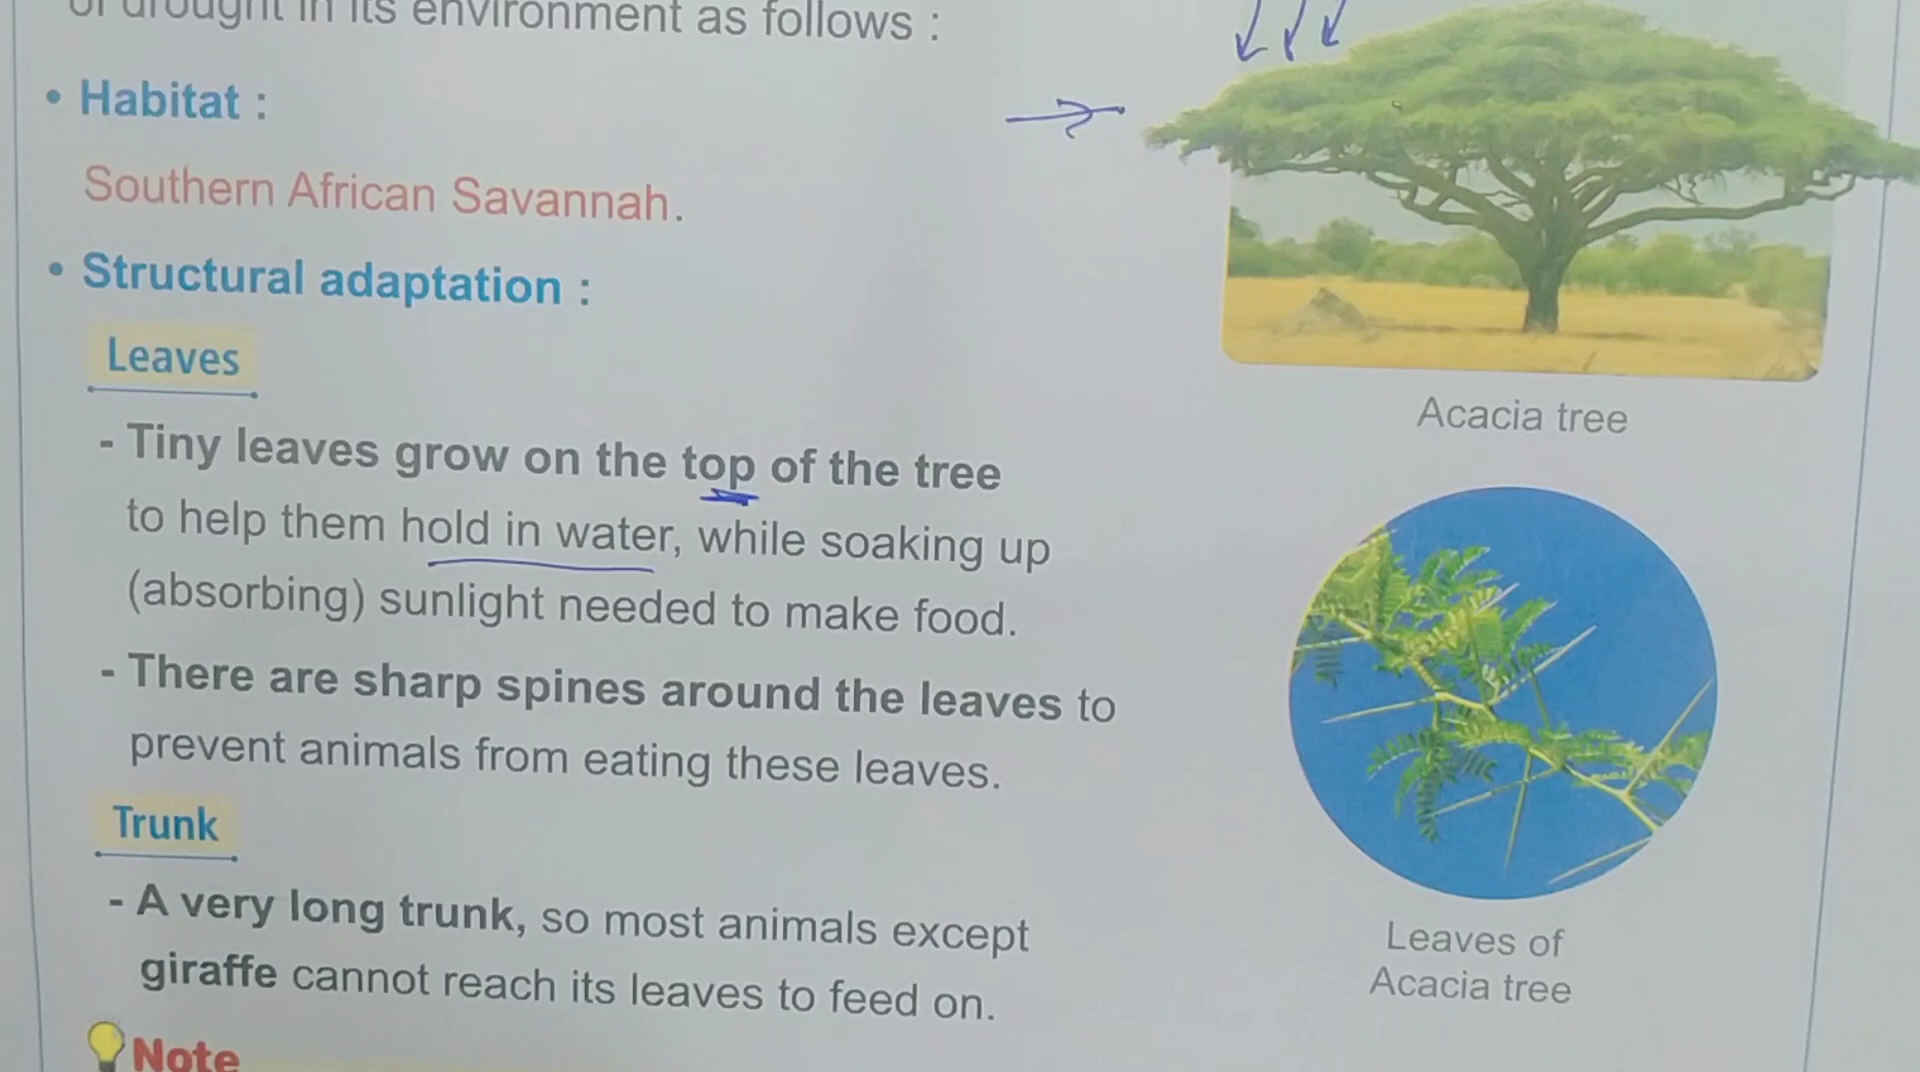 of drought in its environment as follows :
• Habitat :
Southern African Savannah.
• Structural adaptation :
Leaves
- Tiny leaves grow on the top of the tree
to help them hold in water, while soaking up
(absorbing) sunlight needed to make food.
- There are sharp spines around the leaves to
prevent animals from eating these leaves.
Trunk
- A very long trunk, so most animals except
giraffe cannot reach its leaves to feed on.
Note
Acacia tree
Leaves of
Acacia tree